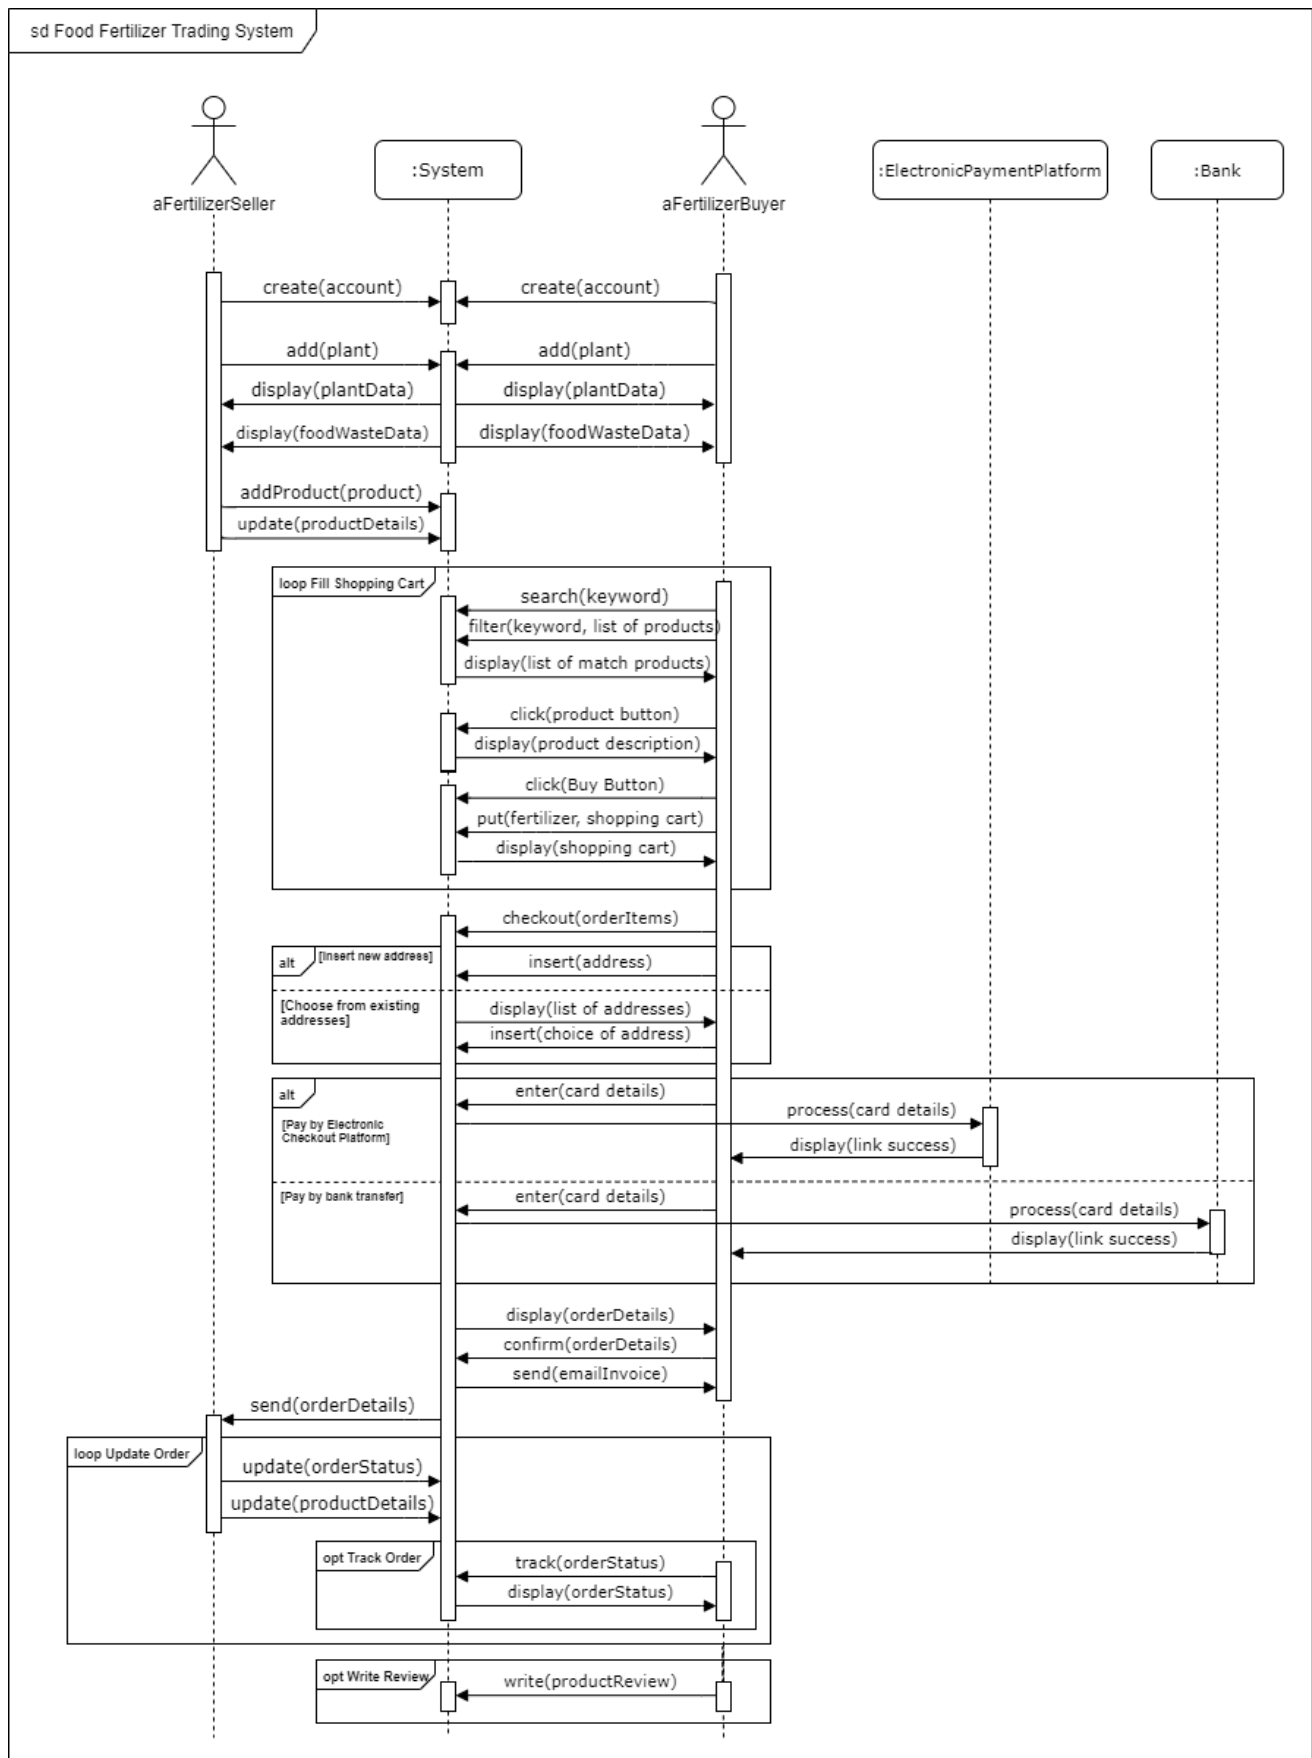 sd Food Fertilizer Trading System
aFertilizerSeller
:System
aFertilizerBuyer
:ElectronicPaymentPlatform
:Bank
create(account)
create(account)
add(plant)
add(plant)
display(plantData)
display(plantData)
display(foodWasteData)
display(foodWasteData)
addProduct(product)
update(productDetails)
loop Fill Shopping Cart
search(keyword)
filter(keyword, list of products)
display(list of match products)
click(product button)
display(product description)
click(Buy Button)
put(fertilizer, shopping cart)
display(shopping cart)
checkout(orderItems)
alt
[Insert new address]
insert(address)
[Choose from existing
addresses]
display(list of addresses)
insert(choice of address)
alt
enter(card details)
process(card details)
[Pay by Electronic
Checkout Platform]
display(link success)
[Pay by bank transfer]
enter(card details)
process(card details)
display(link success)
display(orderDetails)
confirm(orderDetails)
send(emailInvoice)
send(orderDetails)
loop Update Order
update(orderStatus)
update(productDetails)
opt Track Order
track(orderStatus)
display(orderStatus)
opt Write Review
write(productReview)